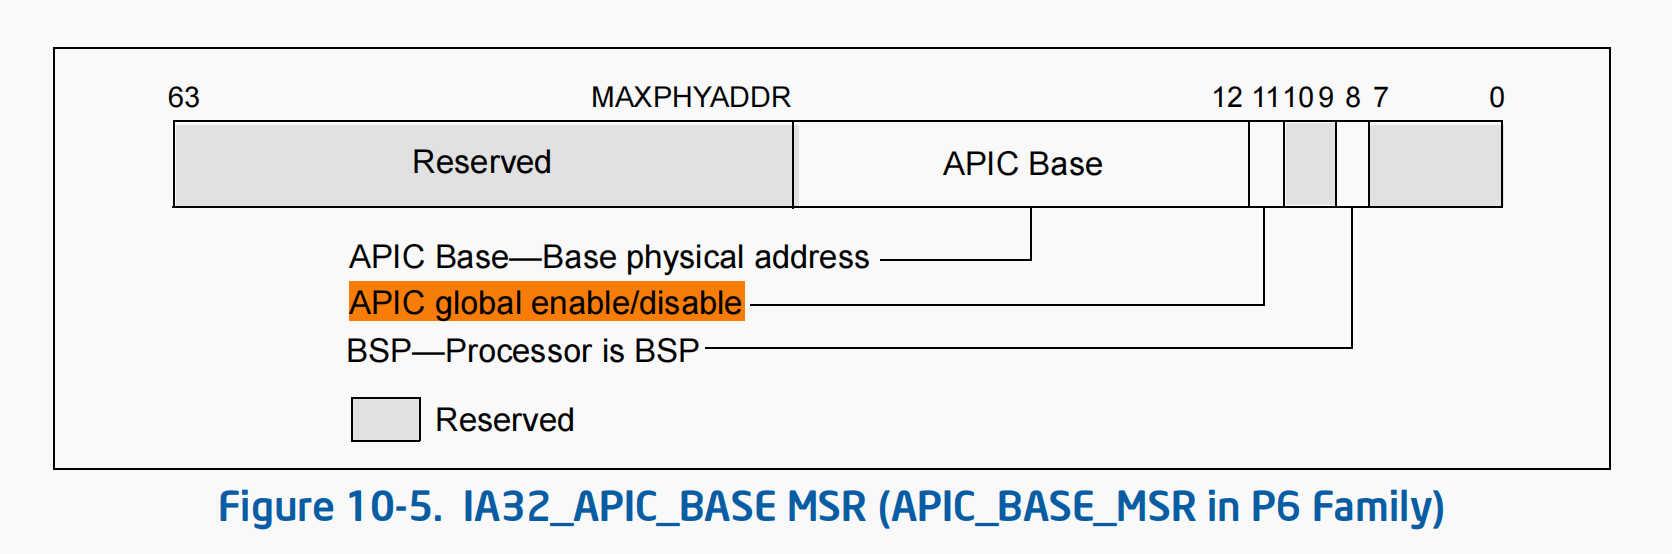 63 MAXPHYADDR 12 11 10 9 8 7 0
Reserved APIC Base
APIC Base—Base physical address
APIC global enable/disable
BSP—Processor is BSP
Reserved
Figure 10-5. IA32_APIC_BASE MSR (APIC_BASE_MSR in P6 Family)